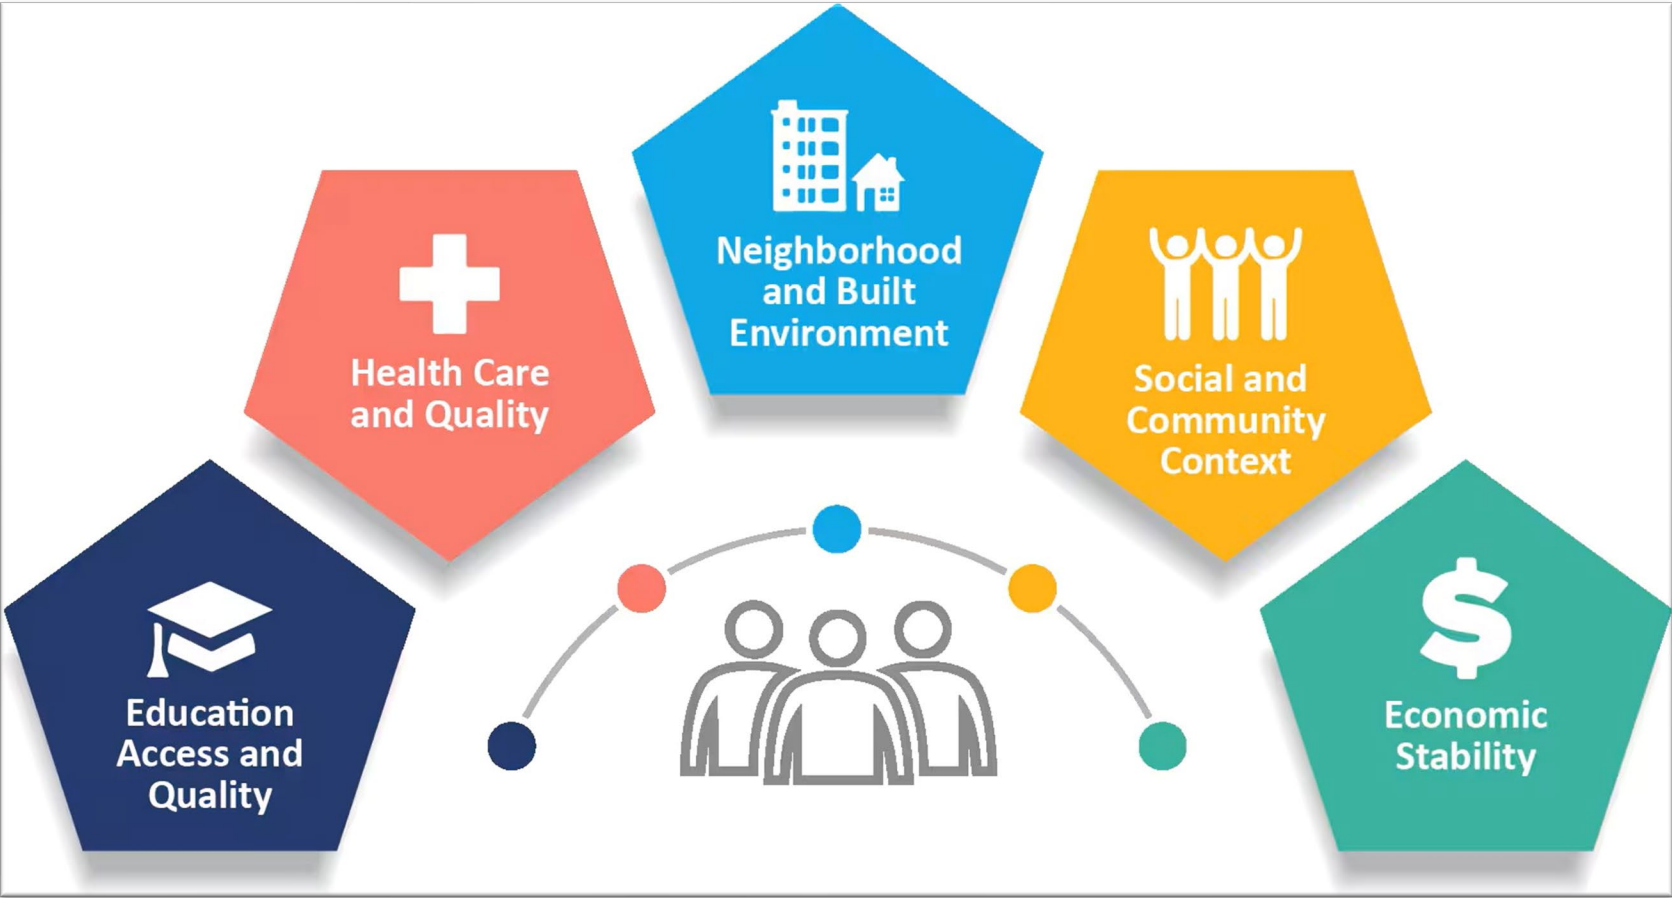 Education
Access and
Quality
Health Care
and Quality
Neighborhood
and Built
Environment
Social and
Community
Context
Economic
Stability